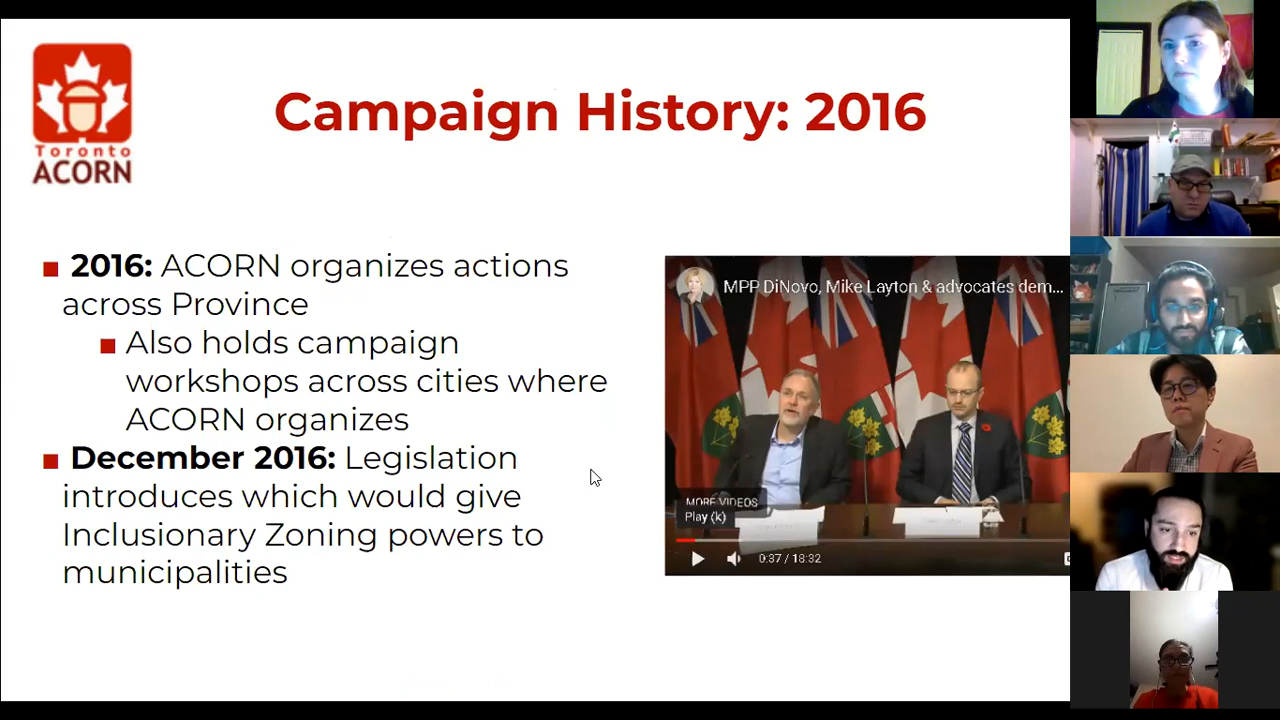 Toronto
ACORN
Campaign History: 2016
2016: ACORN organizes actions
across Province
Also holds campaign
workshops across cities where
ACORN organizes
December 2016: Legislation
introduces which would give
Inclusionary Zoning powers to
municipalities
MPP DiNovo, Mike Layton & advocates dem...
MORE VIDEOS
Play (k)
0:37 / 18:32